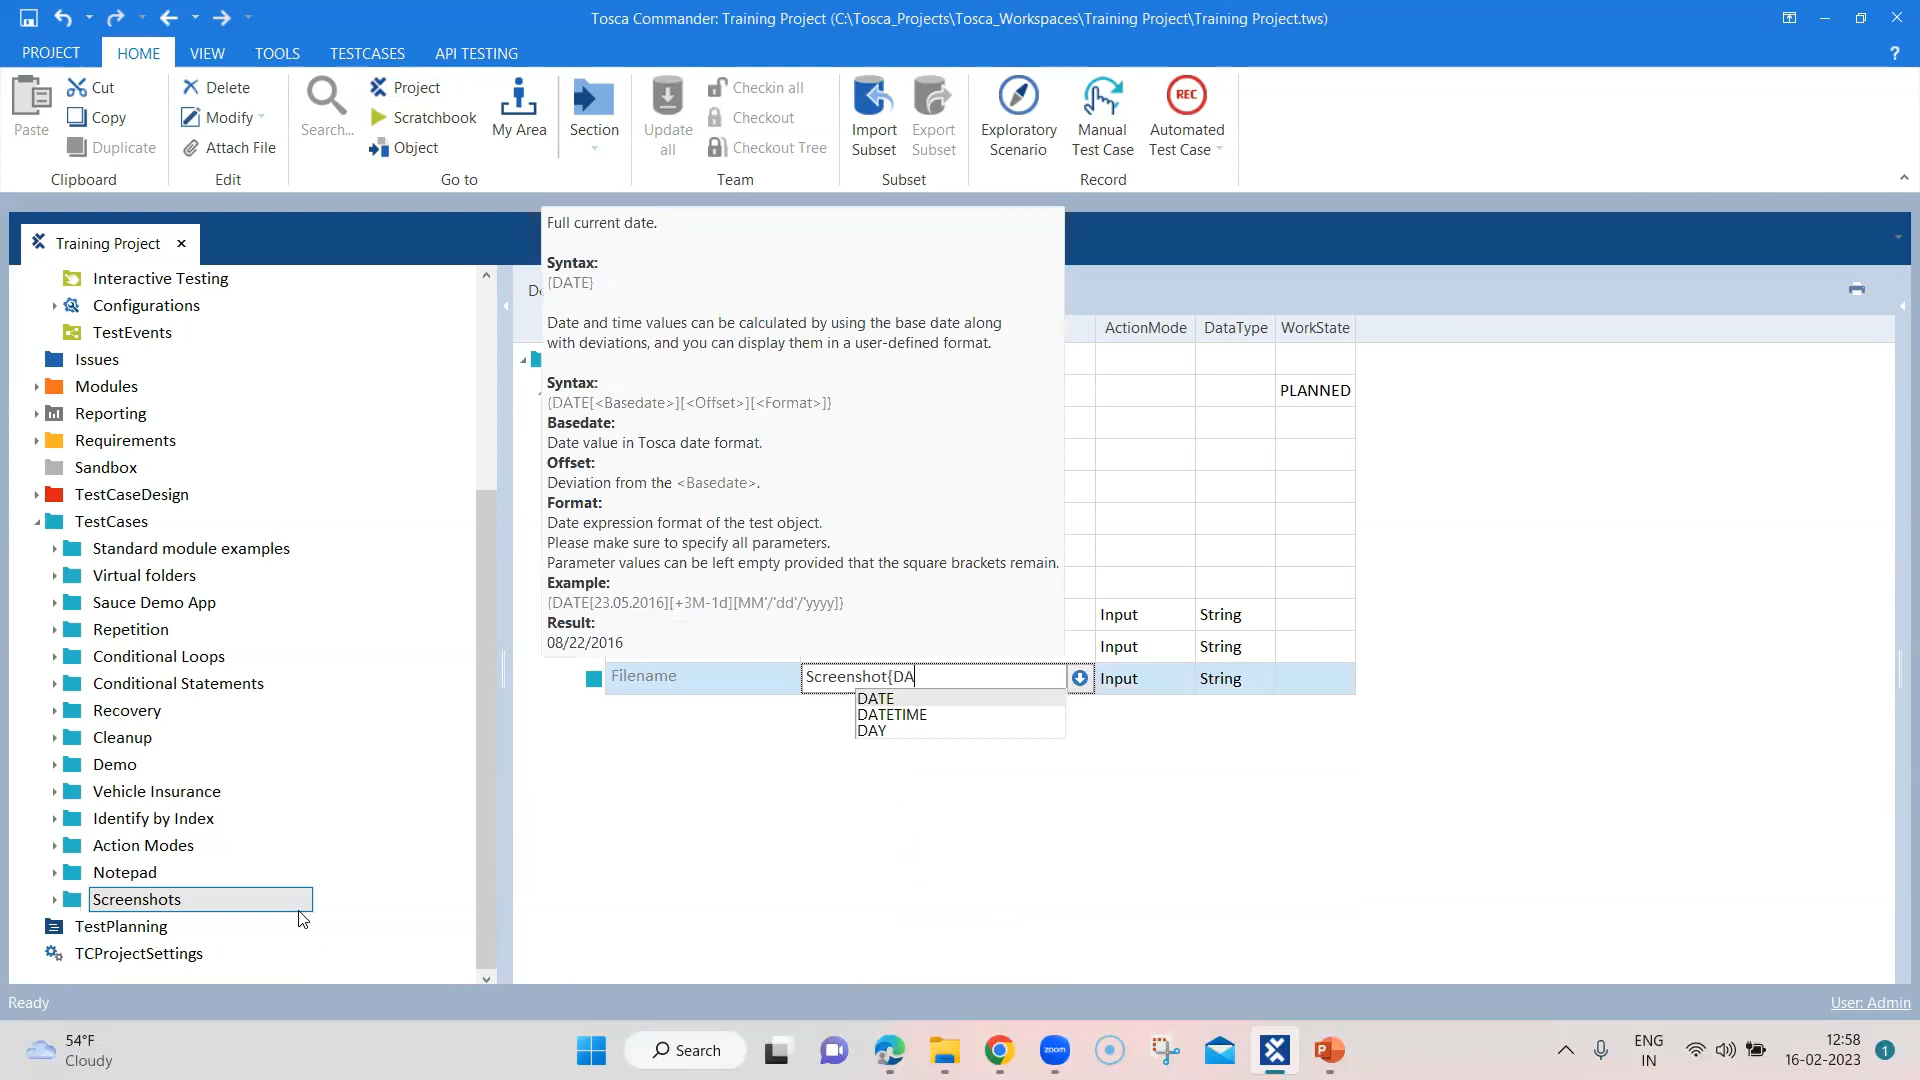 Tosca Commander: Training Project (C:\Tosca_Projects\Tosca_Workspaces\Training Project\Training Project.tws)
PROJECT HOME VIEW TOOLS TESTCASES API TESTING ?
Paste
Cut
Copy
Duplicate
Clipboard
Delete
Modify
Attach File
Edit
Search...
Project
Scratchbook
Object
My Area
Go to
Section
Update all
Checkin all
Checkout
Checkout Tree
Team
Import Subset
Export Subset
Subset
Exploratory Scenario
Manual Test Case
REC
Automated Test Case
Record
Training Project
Interactive Testing
Configurations
TestEvents
Issues
Modules
Reporting
Requirements
Sandbox
TestCaseDesign
TestCases
Standard module examples
Virtual folders
Sauce Demo App
Repetition
Conditional Loops
Conditional Statements
Recovery
Cleanup
Demo
Vehicle Insurance
Identify by Index
Action Modes
Notepad
Screenshots
TestPlanning
TCProjectSettings
Full current date.
Syntax:
{DATE}
Date and time values can be calculated by using the base date along
with deviations, and you can display them in a user-defined format.
Syntax:
{DATE[<Basedate>][<Offset>][<Format>]}
Basedate:
Date value in Tosca date format.
Offset:
Deviation from the <Basedate>.
Format:
Date expression format of the test object.
Please make sure to specify all parameters.
Parameter values can be left empty provided that the square brackets remain.
Example:
{DATE[23.05.2016][+3M-1d][MM'/'dd'/'yyyy]}
Result:
08/22/2016
ActionMode DataType WorkState
PLANNED
Input String
Input String
Filename Screenshot{DA Input String
DATE
DATETIME
DAY
Ready
User: Admin
54°F
Cloudy
Search
zoom
ENG
IN
12:58
16-02-2023
1